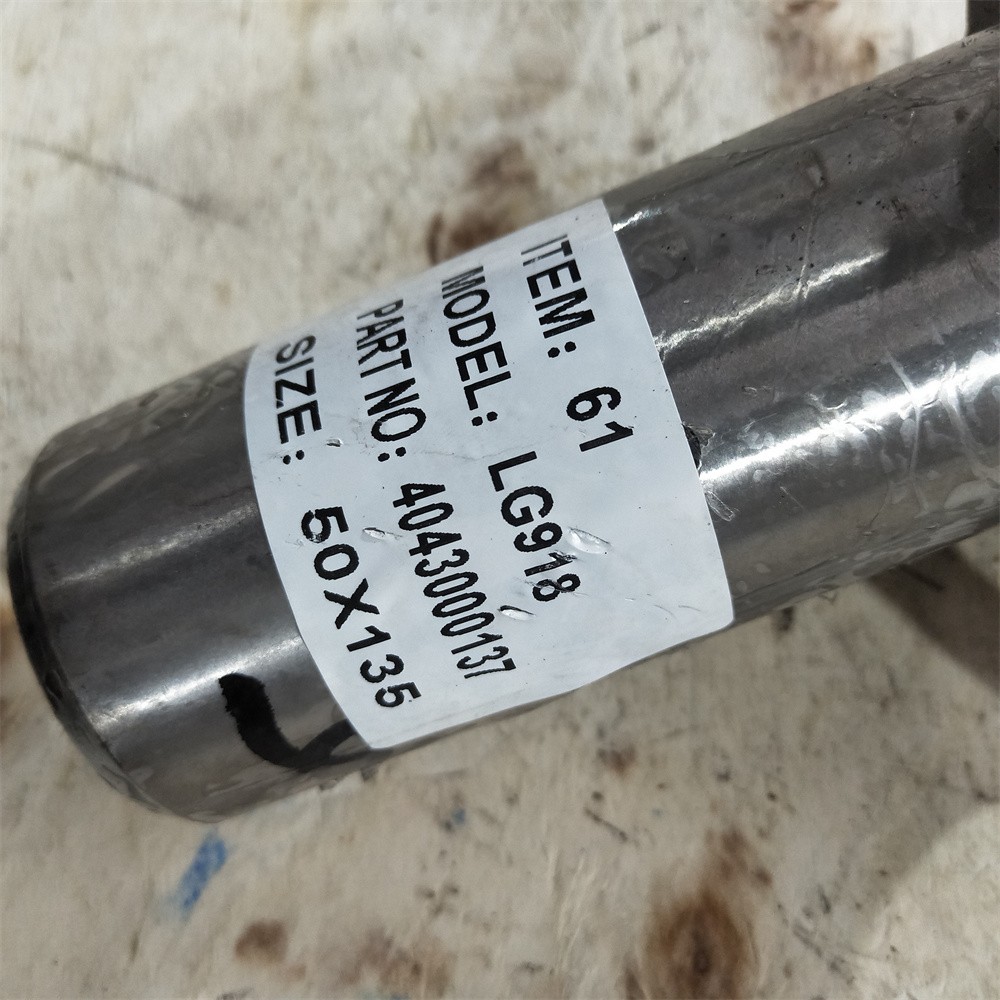 ITEM: 61
MODEL: LG918
PART NO: 4043000137
SIZE: 50X135